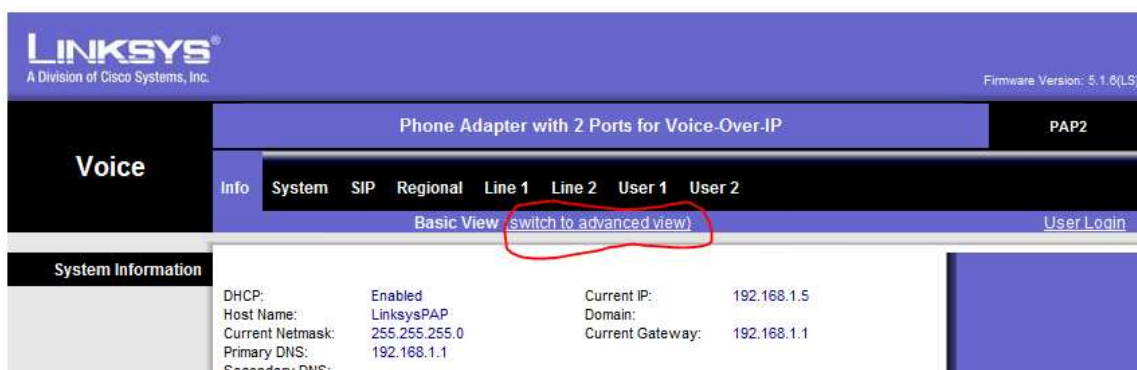 LINKSYS®
A Division of Cisco Systems, Inc.
Firmware Version: 5.1.6(LS)
Phone Adapter with 2 Ports for Voice-Over-IP PAP2
Voice
Info System SIP Regional Line 1 Line 2 User 1 User 2
Basic View (switch to advanced view) User Login
System Information
DHCP: Enabled Current IP: 192.168.1.5
Host Name: LinksysPAP Domain:
Current Netmask: 255.255.255.0 Current Gateway: 192.168.1.1
Primary DNS: 192.168.1.1
Secondary DNS: